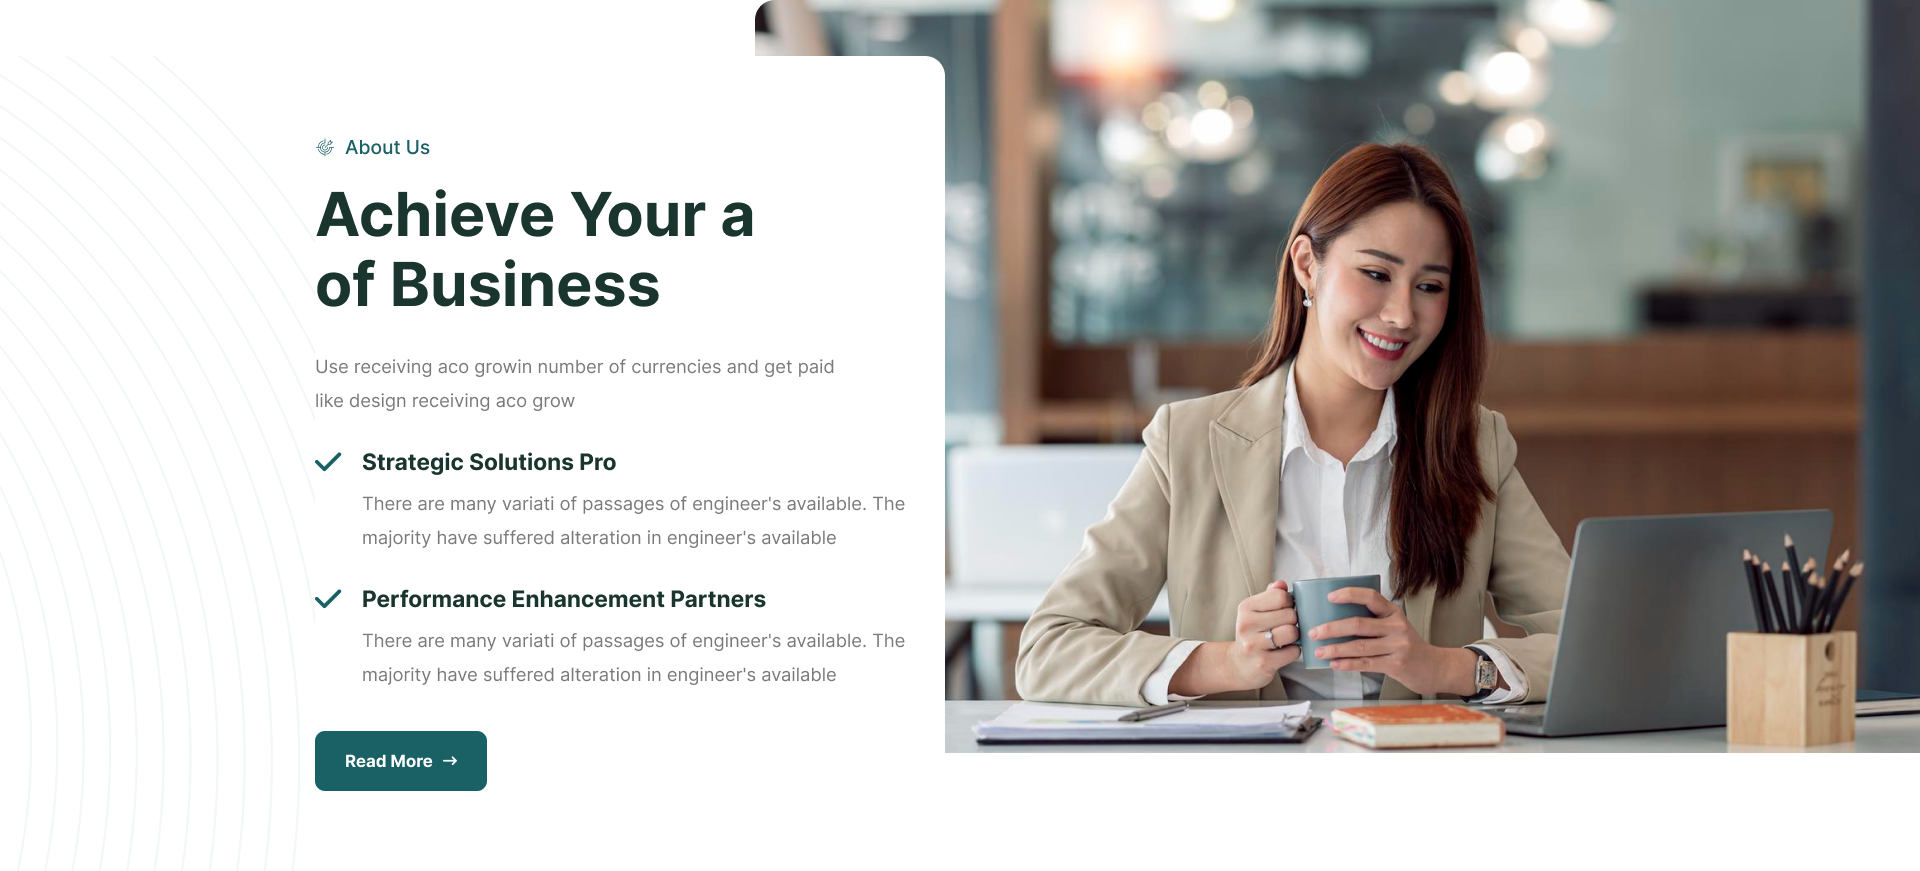 About Us
Achieve Your a
of Business
Use receiving aco growin number of currencies and get paid
like design receiving aco grow
Strategic Solutions Pro
There are many variati of passages of engineer's available. The
majority have suffered alteration in engineer's available
Performance Enhancement Partners
There are many variati of passages of engineer's available. The
majority have suffered alteration in engineer's available
Read More